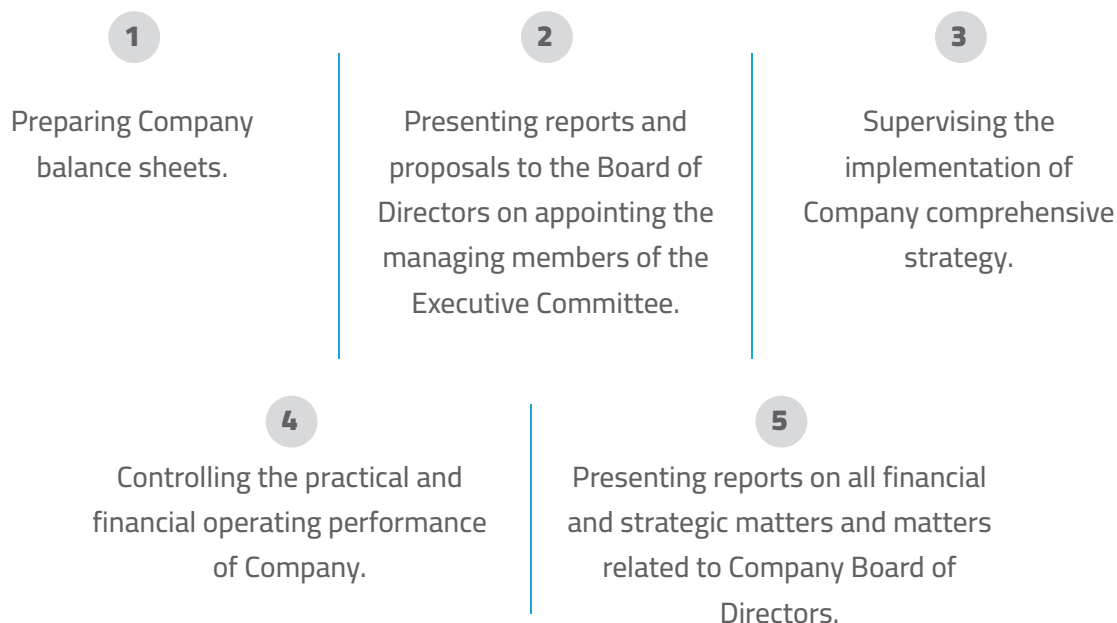 1
Preparing Company
balance sheets.
2
Presenting reports and
proposals to the Board of
Directors on appointing the
managing members of the
Executive Committee.
3
Supervising the
implementation of
Company comprehensive
strategy.
4
Controlling the practical and
financial operating performance
of Company.
5
Presenting reports on all financial
and strategic matters and matters
related to Company Board of
Directors.